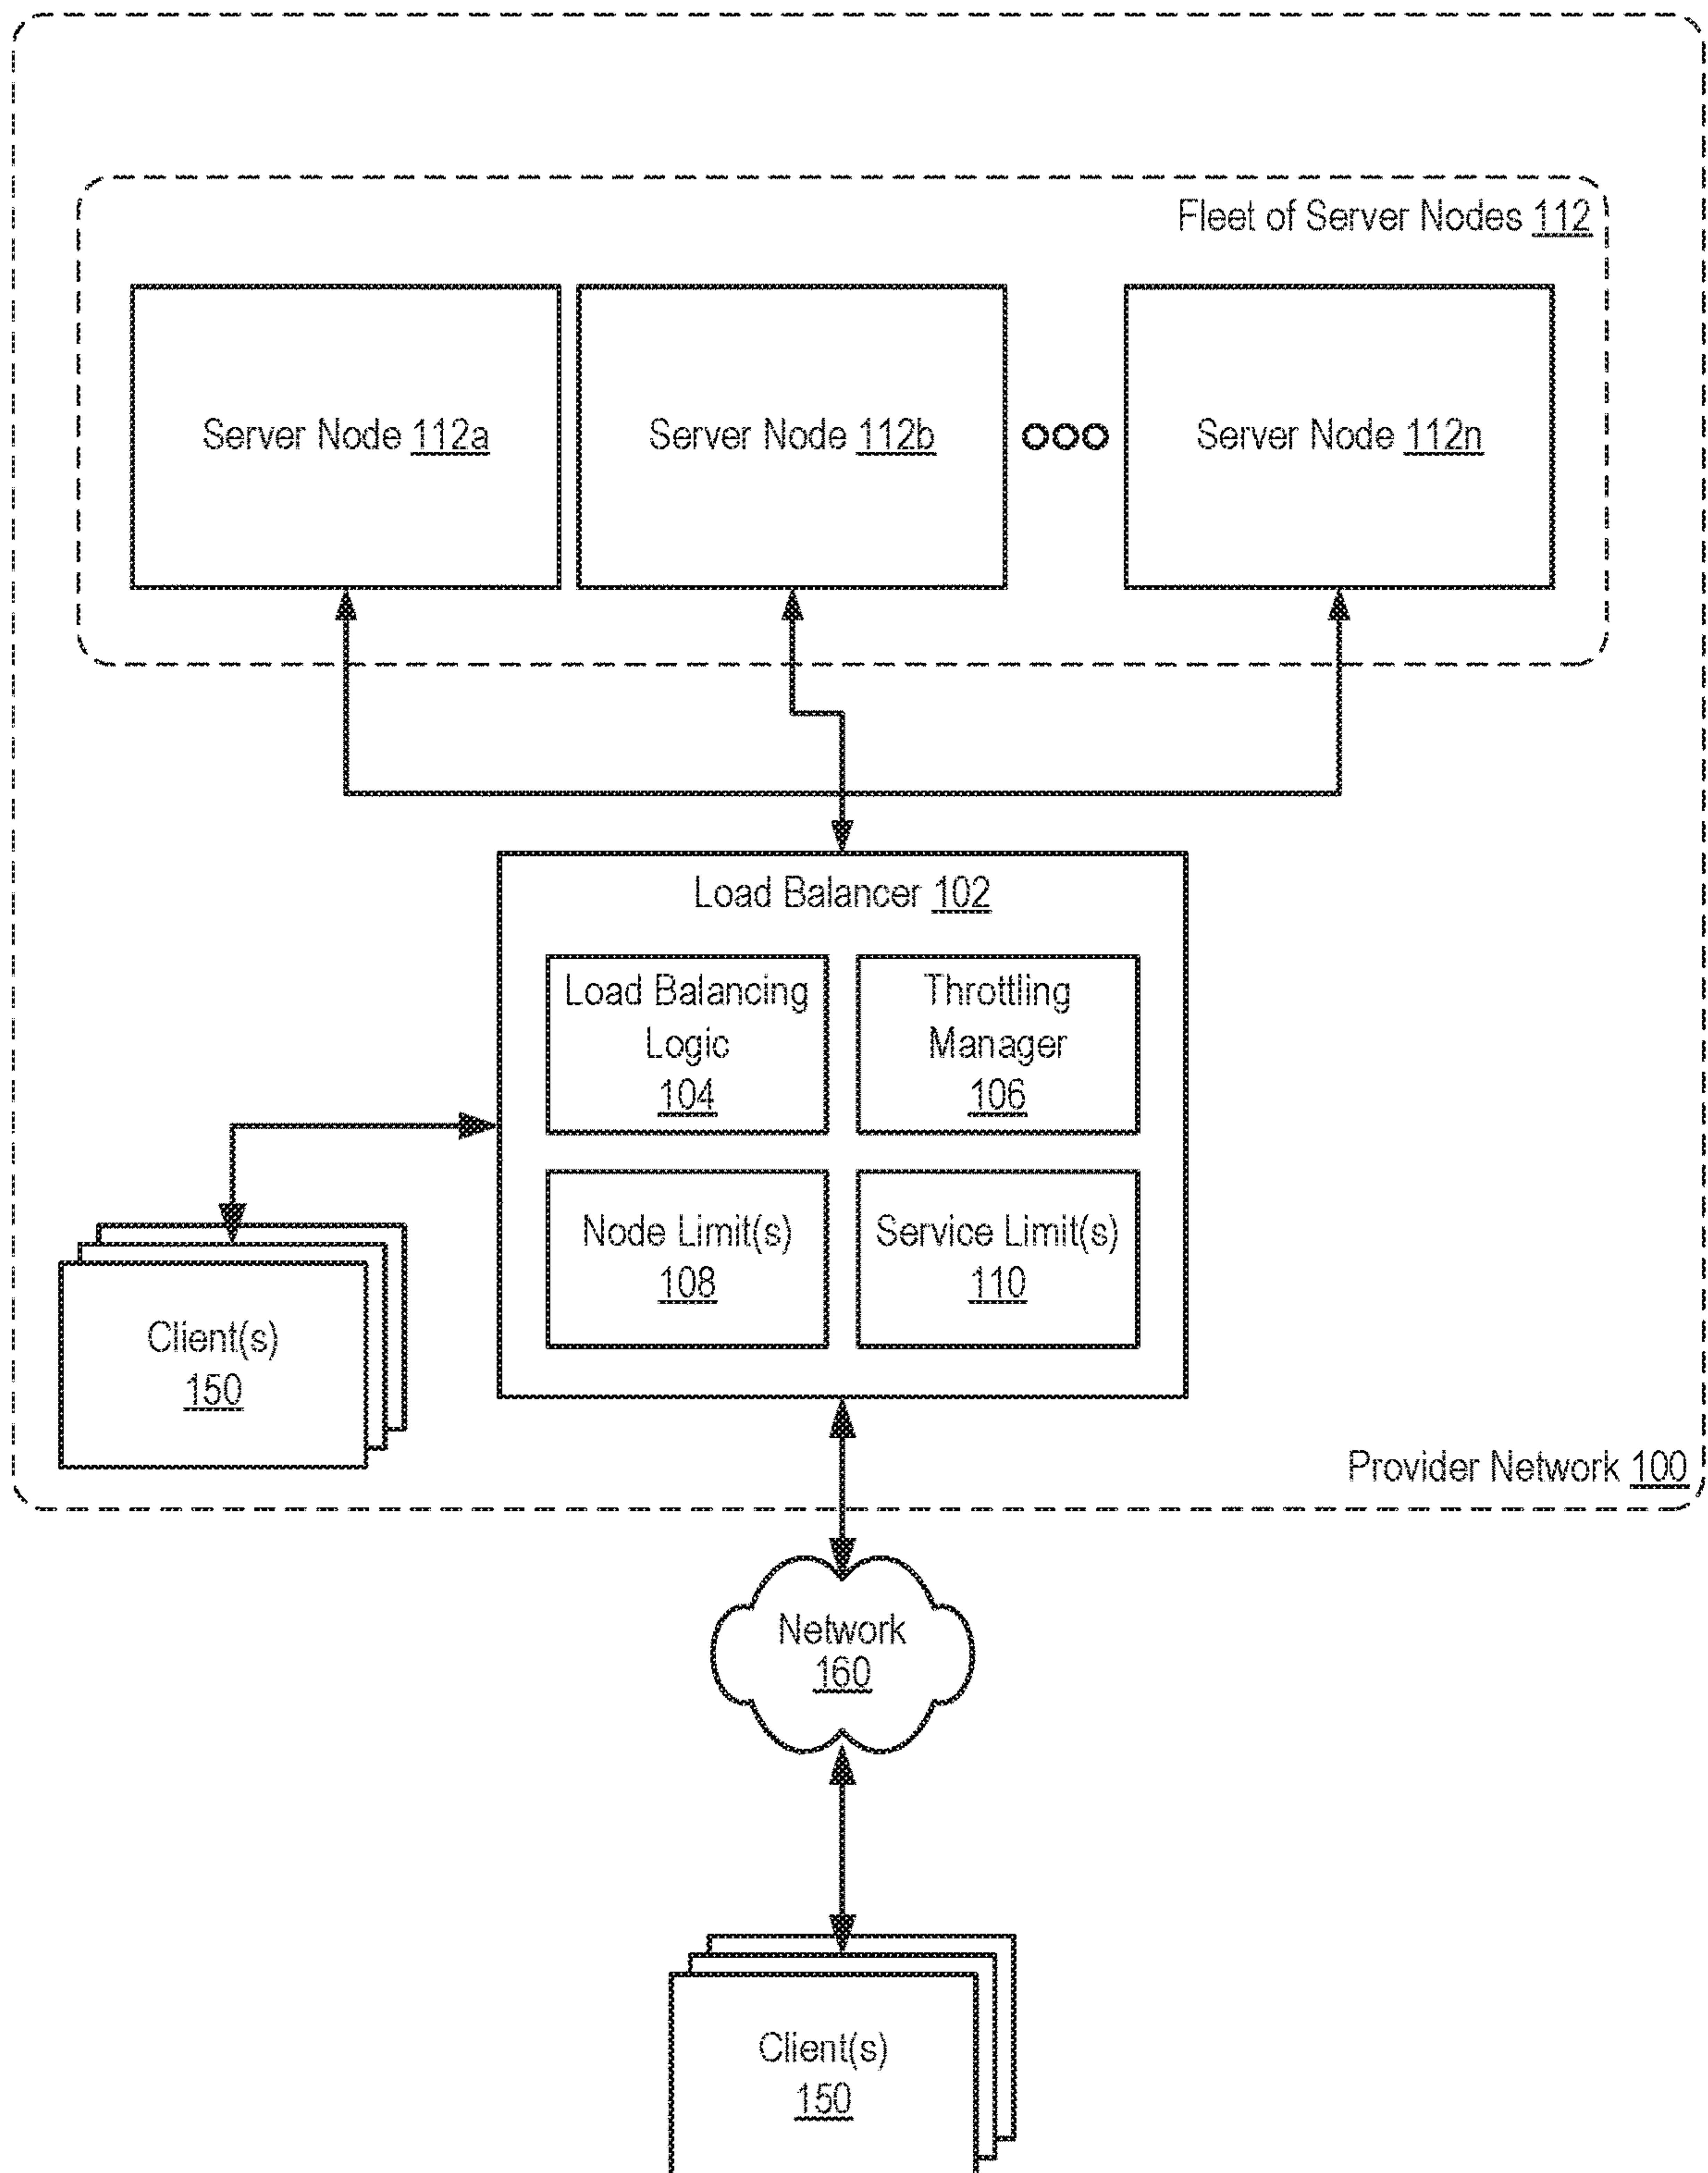 Fleet of Server Nodes 112
Server Node 112a
Server Node 112b
Server Node 112n
Load Balancer 102
Load Balancing
Logic
104
Throttling
Manager
106
Node Limit(s)
108
Service Limit(s)
110
Client(s)
150
Provider Network 100
Network
160
Client(s)
150